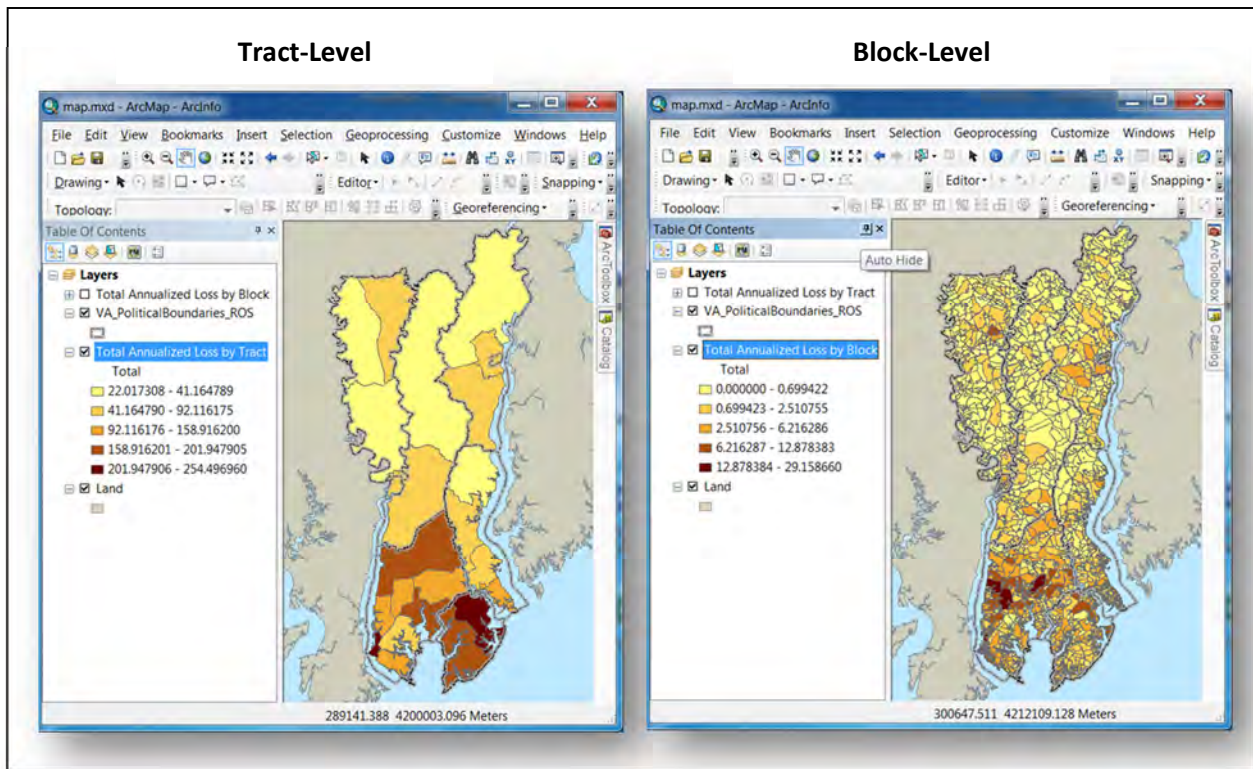 Tract-Level
map.mxd - ArcMap - ArcInfo
File Edit View Bookmarks Insert Selection Geoprocessing Customize Windows Help
Drawing Editor Snapping
Topology: Georeferencing
Table Of Contents
Layers
Total Annualized Loss by Block
VA_PoliticalBoundaries_ROS
Total Annualized Loss by Tract
Total
22.017308 - 41.164789
41.164790 - 92.116175
92.116176 - 158.916200
158.916201 - 201.947905
201.947906 - 254.496960
Land
ArcToolbox
Catalog
289141.388 4200003.096 Meters
Block-Level
map.mxd - ArcMap - ArcInfo
File Edit View Bookmarks Insert Selection Geoprocessing Customize Windows Help
Drawing Editor Snapping
Topology: Georeferencing
Table Of Contents
Auto Hide
Layers
Total Annualized Loss by Tract
VA_PoliticalBoundaries_ROS
Total Annualized Loss by Block
Total
0.000000 - 0.699422
0.699423 - 2.510755
2.510756 - 6.216286
6.216287 - 12.878383
12.878384 - 29.158660
Land
ArcToolbox
Catalog
300647.511 4212109.128 Meters